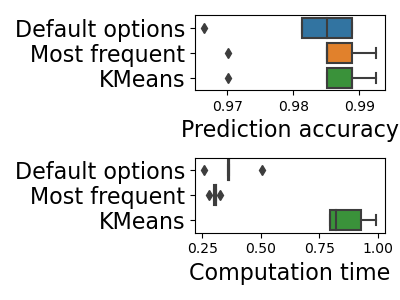 Default options
Most frequent
KMeans
0.97 0.98 0.99
Prediction accuracy
Default options
Most frequent
KMeans
0.25 0.50 0.75 1.00
Computation time